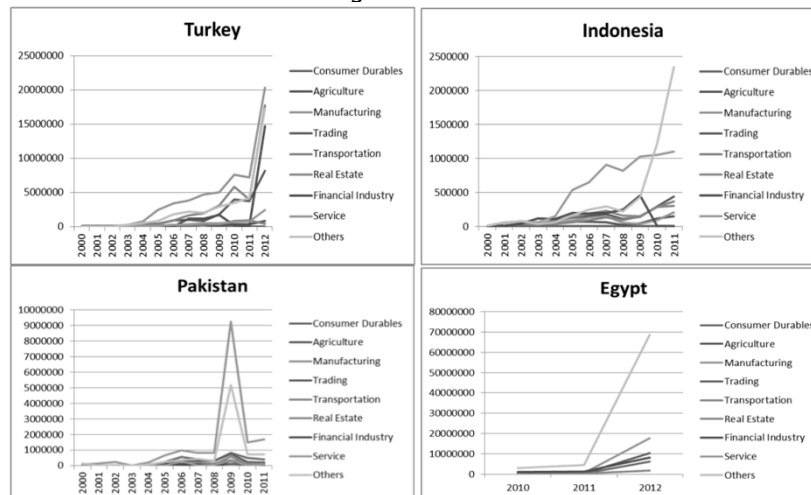 Turkey
25000000
20000000
15000000
10000000
5000000
0
2000
2001
2002
2003
2004
2005
2006
2007
2008
2009
2010
2011
2012
Consumer Durables
Agriculture
Manufacturing
Trading
Transportation
Real Estate
Financial Industry
Service
Others
Indonesia
2500000
2000000
1500000
1000000
500000
0
2000
2001
2002
2003
2004
2005
2006
2007
2008
2009
2010
2011
Consumer Durables
Agriculture
Manufacturing
Trading
Transportation
Real Estate
Financial Industry
Service
Others
Pakistan
10000000
9000000
8000000
7000000
6000000
5000000
4000000
3000000
2000000
1000000
0
2000
2001
2002
2003
2004
2005
2006
2007
2008
2009
2010
2011
Consumer Durables
Agriculture
Manufacturing
Trading
Transportation
Real Estate
Financial Industry
Service
Others
Egypt
80000000
70000000
60000000
50000000
40000000
30000000
20000000
10000000
0
2010
2011
2012
Consumer Durables
Agriculture
Manufacturing
Trading
Transportation
Real Estate
Financial Industry
Service
Others